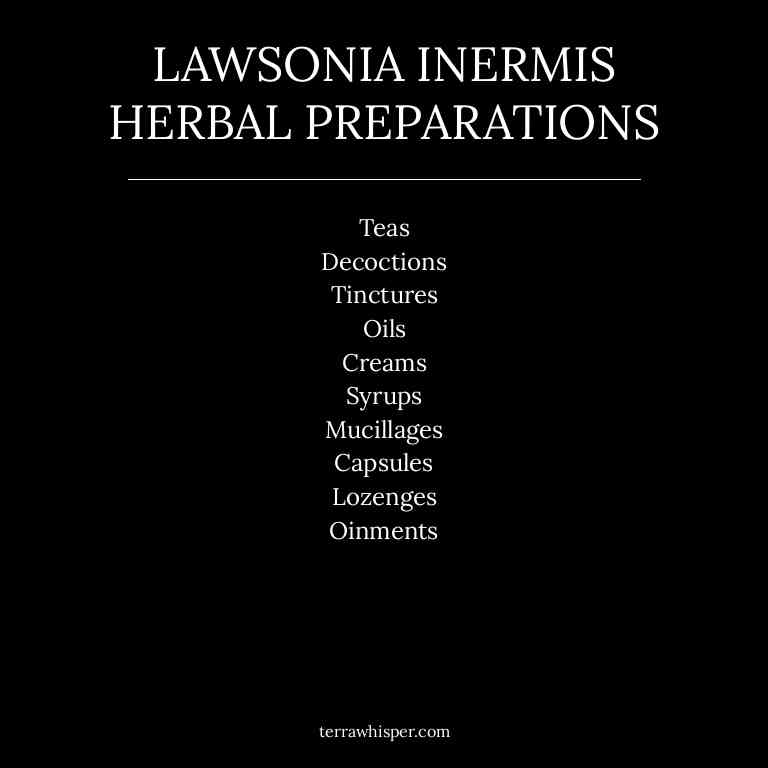 LAWSONIA INERMIS
HERBAL PREPARATIONS
Teas
Decoctions
Tinctures
Oils
Creams
Syrups
Mucillages
Capsules
Lozenges
Oinments
terrawhisper.com